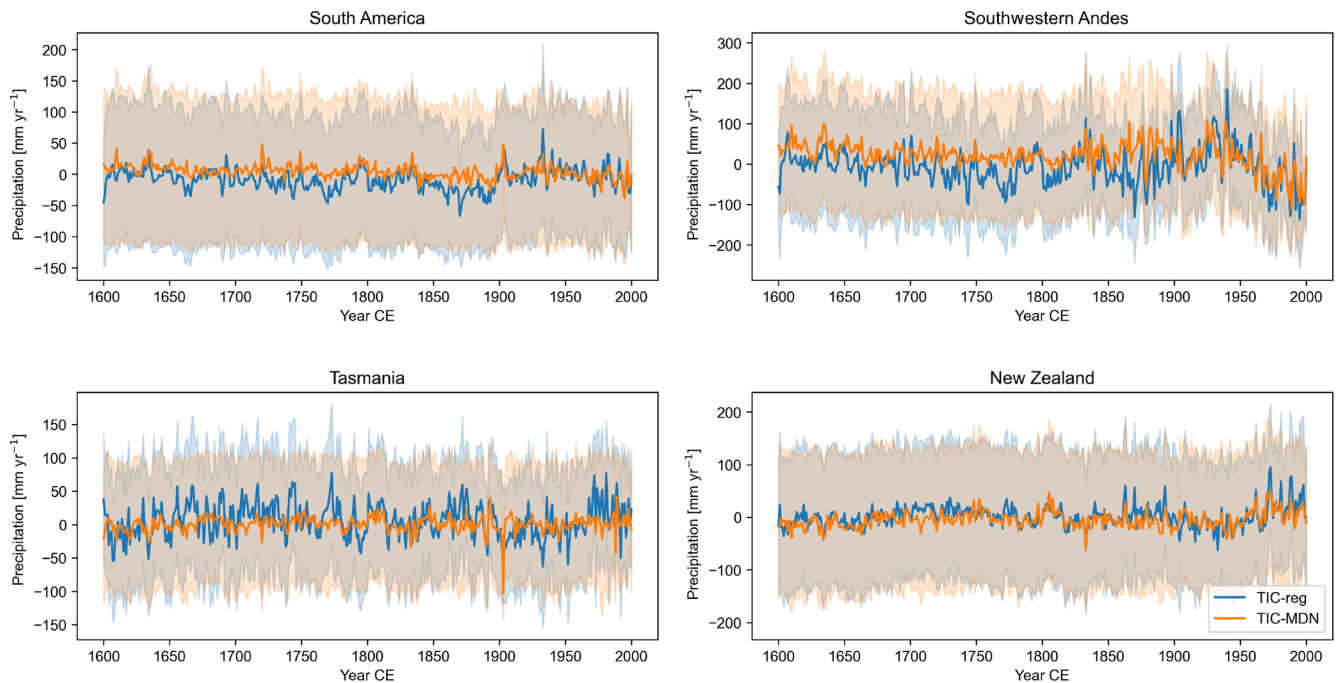 South America
Precipitation [mm yr⁻¹]
200
150
100
50
0
−50
−100
−150
1600 1650 1700 1750 1800 1850 1900 1950 2000
Year CE
Southwestern Andes
Precipitation [mm yr⁻¹]
300
200
100
0
−100
−200
1600 1650 1700 1750 1800 1850 1900 1950 2000
Year CE
Tasmania
Precipitation [mm yr⁻¹]
150
100
50
0
−50
−100
−150
1600 1650 1700 1750 1800 1850 1900 1950 2000
Year CE
New Zealand
Precipitation [mm yr⁻¹]
200
100
0
−100
−200
TIC-reg
TIC-MDN
1600 1650 1700 1750 1800 1850 1900 1950 2000
Year CE